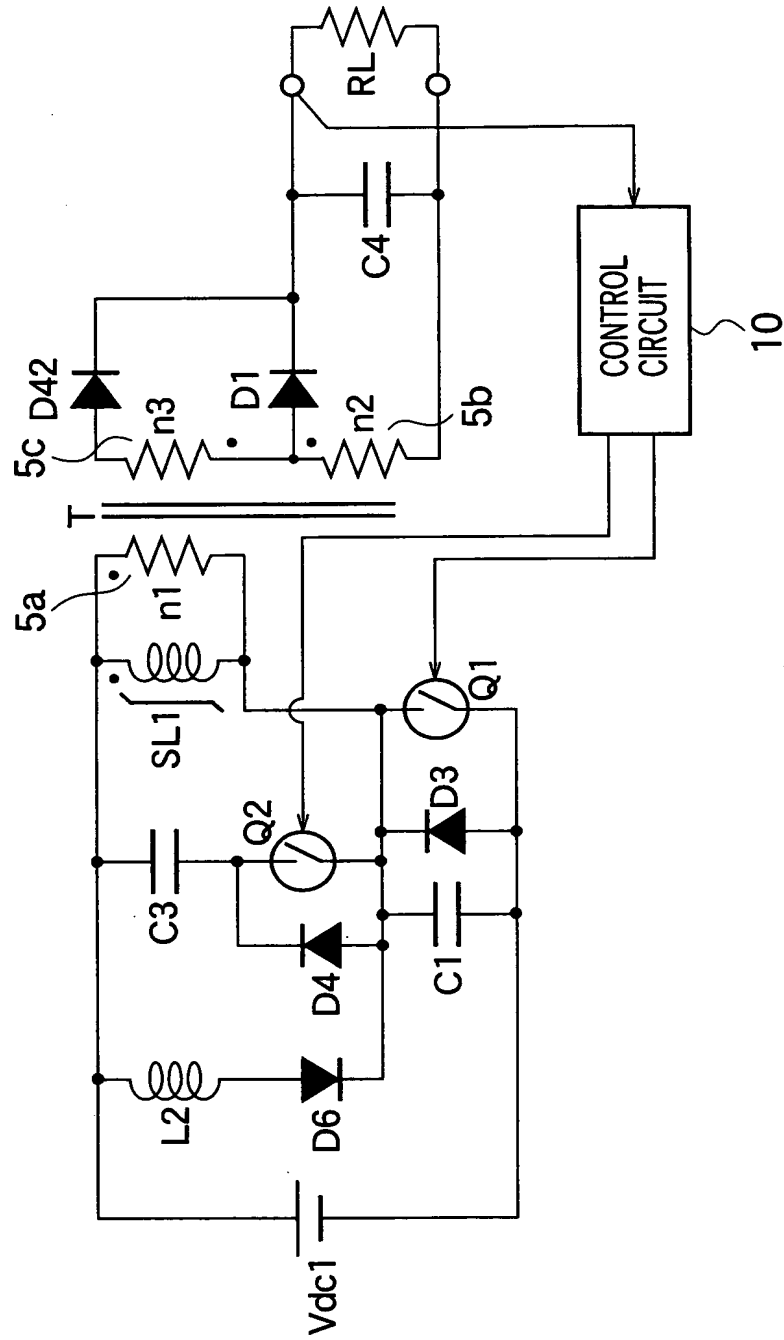 Vdc1
L2
D6
C3
D4
Q2
C1
D3
SL1
Q1
5a
n1
T
5c
n3
D42
D1
n2
5b
C4
RL
CONTROL
CIRCUIT
10